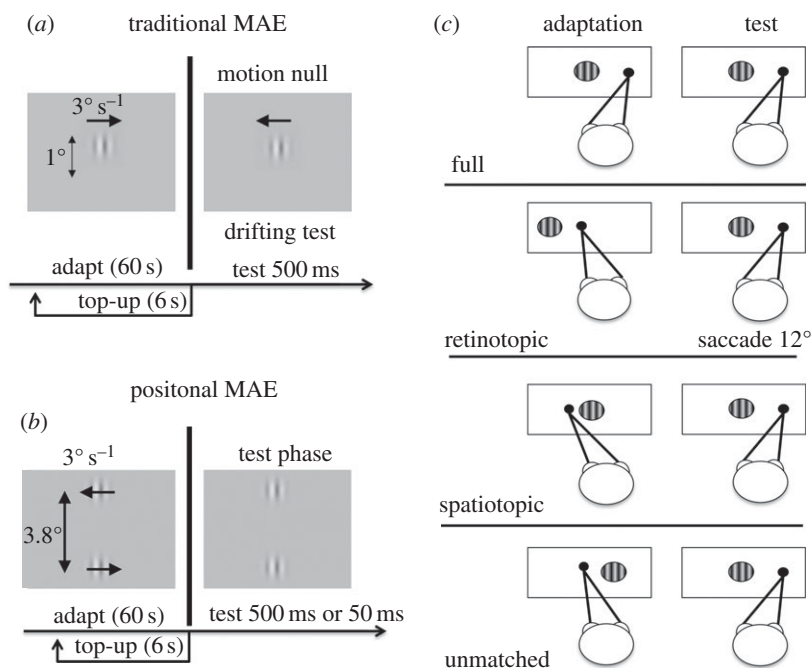 (a) traditional MAE
motion null
3° s⁻¹
1°
drifting test
adapt (60 s)
test 500 ms
top-up (6 s)
positonal MAE
(b)
3° s⁻¹
test phase
3.8°
adapt (60 s)
test 500 ms or 50 ms
top-up (6 s)
(c) adaptation test
full
retinotopic
saccade 12°
spatiotopic
unmatched